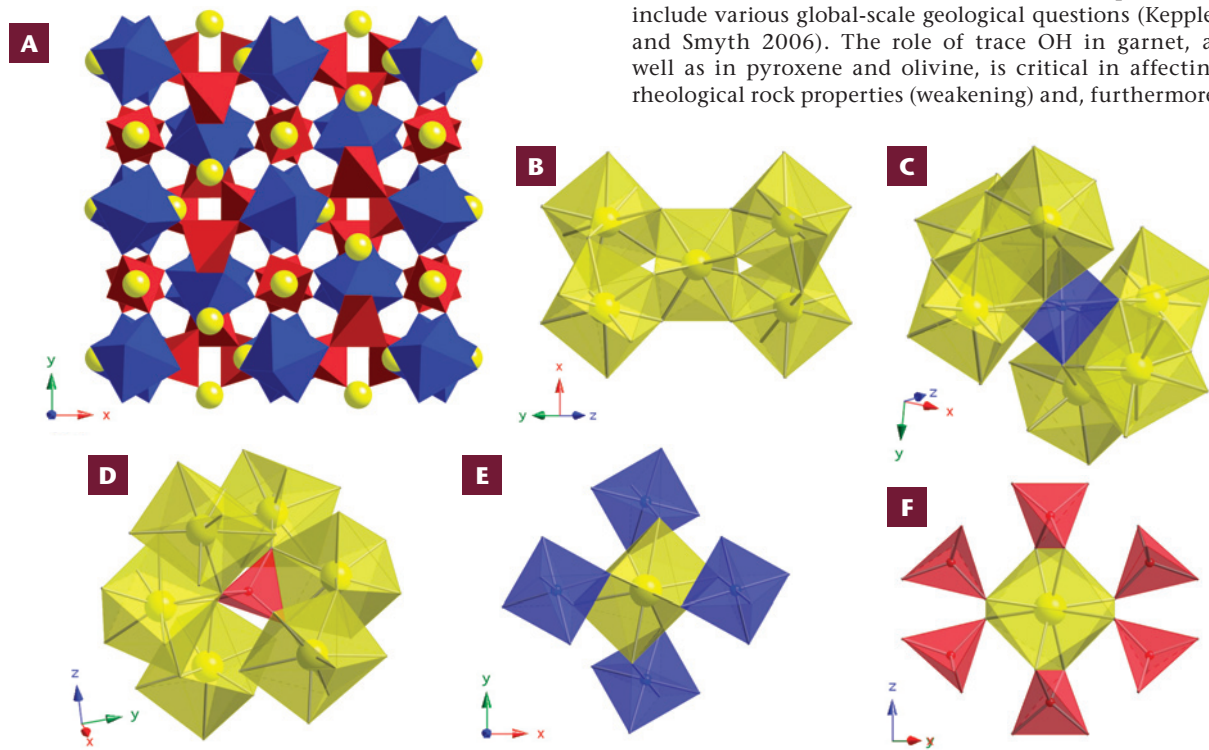 include various global-scale geological questions (Kepple
and Smyth 2006). The role of trace OH in garnet, a
well as in pyroxene and olivine, is critical in affectin
rheological rock properties (weakening) and, furthermore
A
y
x
B
x
y
z
C
z
x
y
D
z
y
x
E
y
x
F
z
x